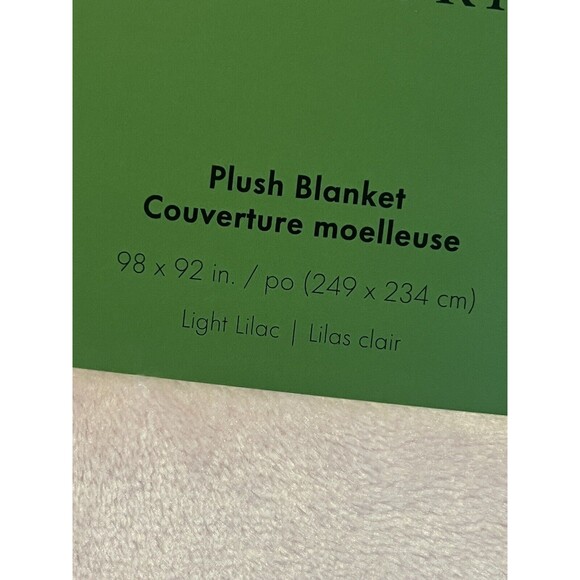 Plush Blanket
Couverture moelleuse
98 x 92 in. / po (249 x 234 cm)
Light Lilac | Lilas clair